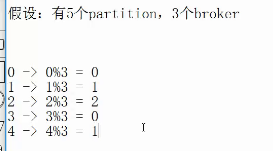 假设：有5个partition，3个broker
0 -> 0%3 = 0
1 -> 1%3 = 1
2 -> 2%3 = 2
3 -> 3%3 = 0
4 -> 4%3 = 1